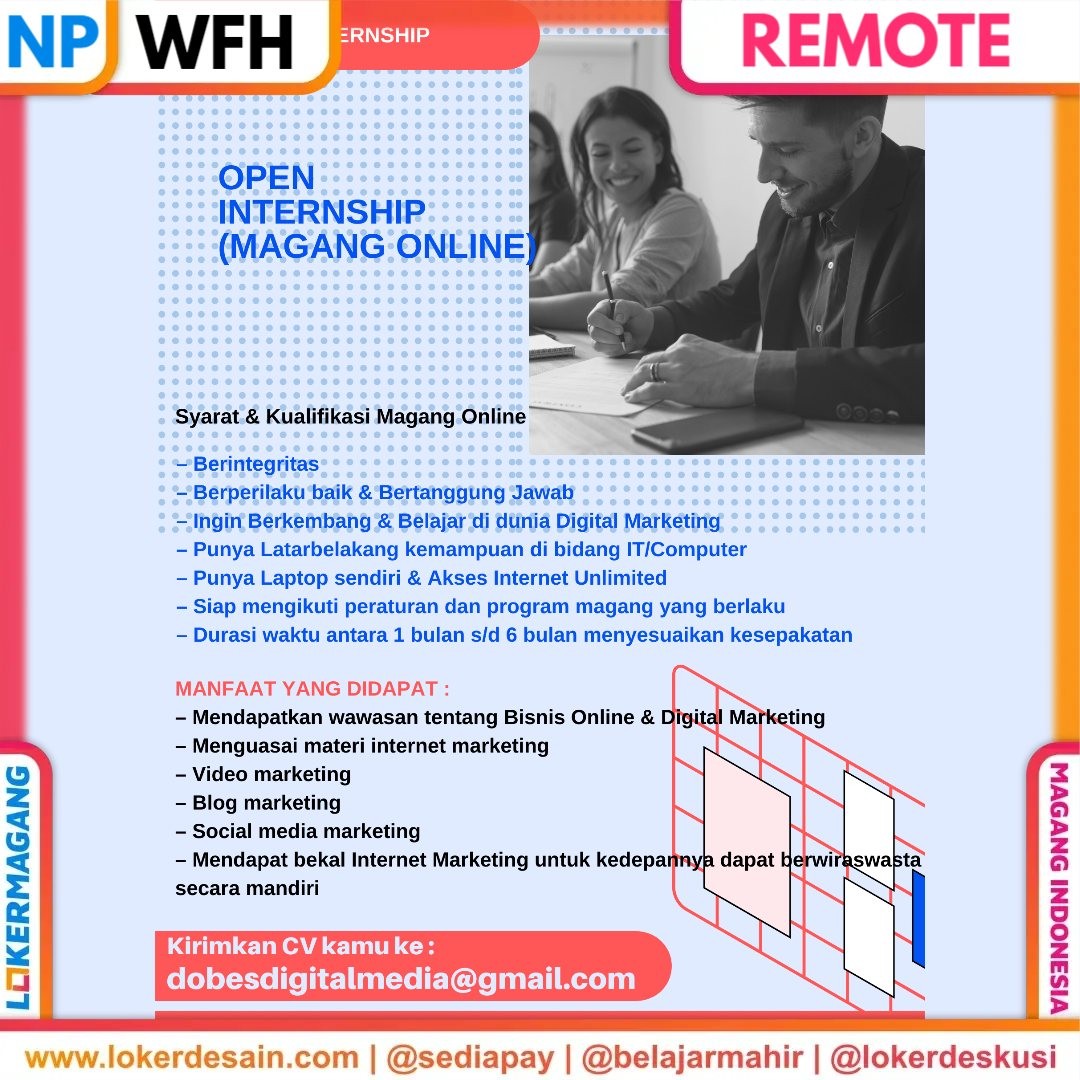 NP WFH ERNSHIP REMOTE
OPEN
INTERNSHIP
(MAGANG ONLINE)
Syarat & Kualifikasi Magang Online
– Berintegritas
– Berperilaku baik & Bertanggung Jawab
– Ingin Berkembang & Belajar di dunia Digital Marketing
– Punya Latarbelakang kemampuan di bidang IT/Computer
– Punya Laptop sendiri & Akses Internet Unlimited
– Siap mengikuti peraturan dan program magang yang berlaku
– Durasi waktu antara 1 bulan s/d 6 bulan menyesuaikan kesepakatan
MANFAAT YANG DIDAPAT :
– Mendapatkan wawasan tentang Bisnis Online & Digital Marketing
– Menguasai materi internet marketing
– Video marketing
– Blog marketing
– Social media marketing
– Mendapat bekal Internet Marketing untuk kedepannya dapat berwiraswasta
secara mandiri
Kirimkan CV kamu ke :
dobesdigitalmedia@gmail.com
LOKERMAGANG
MAGANG INDONESIA
www.lokerdesain.com | @sediapay | @belajarmahir | @lokerdeskusi